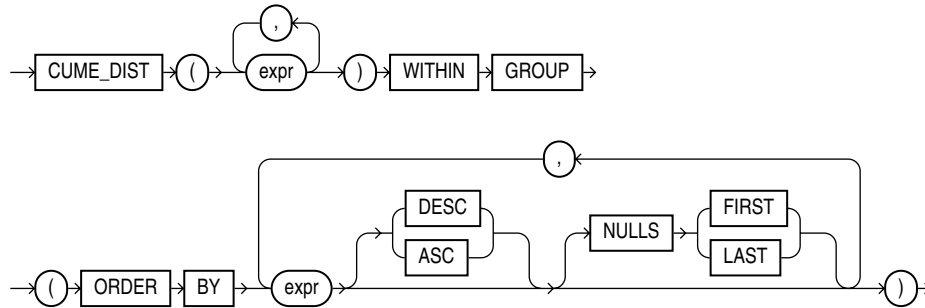 ,
CUME_DIST ( expr ) WITHIN GROUP
,
DESC FIRST
NULLS
ASC LAST
( ORDER BY expr )